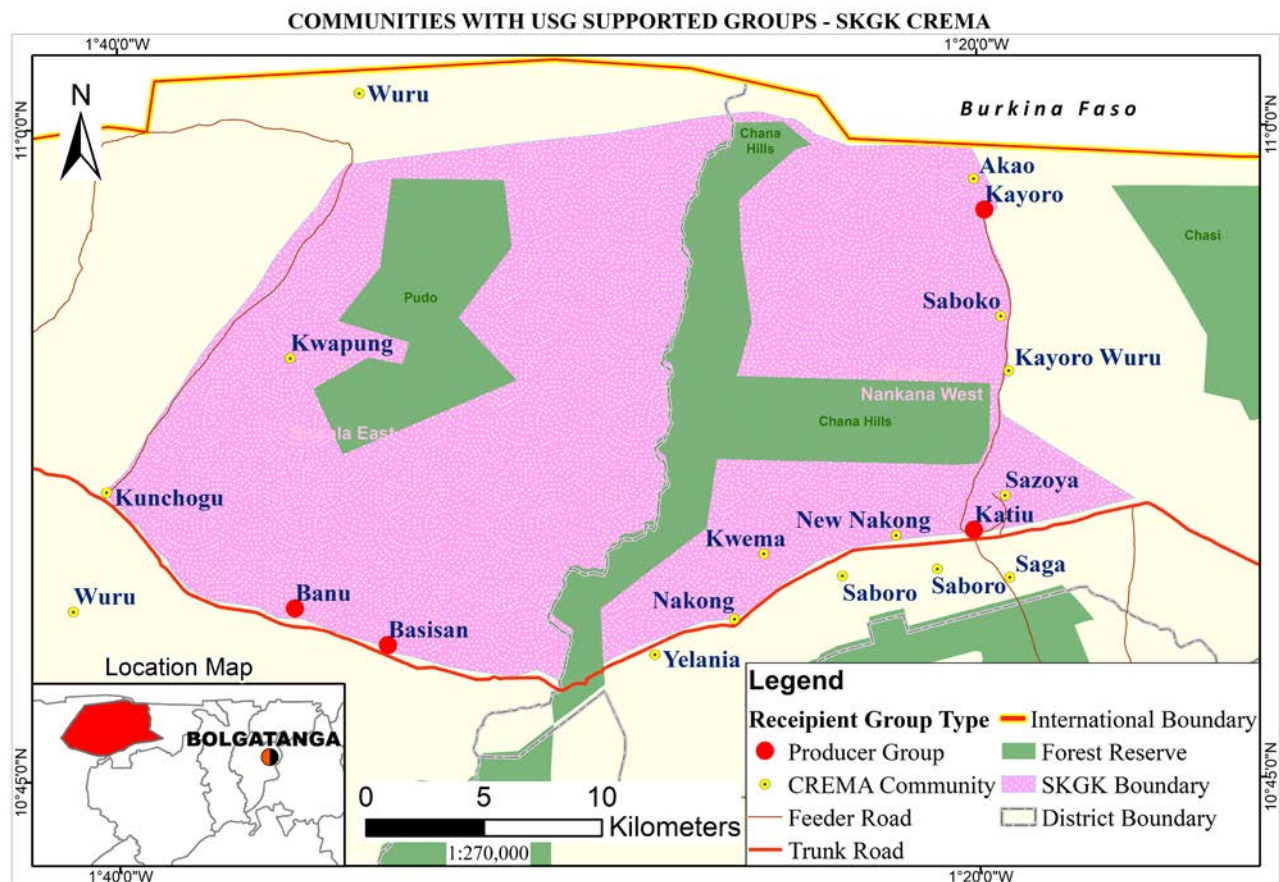 COMMUNITIES WITH USG SUPPORTED GROUPS - SKGK CREMA
1°40'0"W
1°20'0"W
N
Wuru
Burkina Faso
11°0'0"N
11°0'0"N
Chana
Hills
Akao
Kayoro
Chasi
Pudo
Saboko
Kwapung
Kayoro Wuru
Nankana West
Chana Hills
East
Kunchogu
Sazoya
New Nakong
Katiu
Kwema
Saga
Saboro
Saboro
Wuru
Banu
Nakong
Basisan
Yelania
Location Map
BOLGATANGA
0 5 10
Kilometers
1:270,000
Legend
Receipient Group Type
Producer Group
CREMA Community
Feeder Road
Trunk Road
International Boundary
Forest Reserve
SKGK Boundary
District Boundary
10°45'0"N
10°45'0"N
1°40'0"W
1°20'0"W